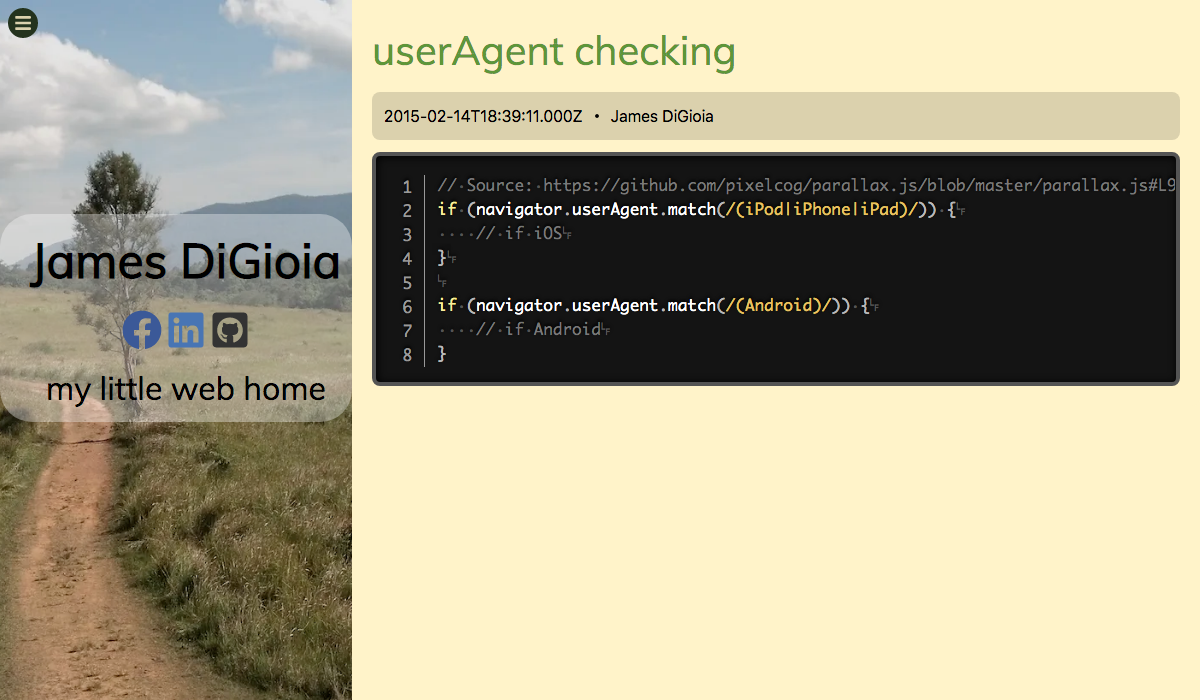 James DiGioia
my little web home
userAgent checking
2015-02-14T18:39:11.000Z • James DiGioia
1 // Source: https://github.com/pixelcog/parallax.js/blob/master/parallax.js#L9
2 if (navigator.userAgent.match(/(iPod|iPhone|iPad)/)) {
3     // if iOS
4 }
5
6 if (navigator.userAgent.match(/(Android)/)) {
7     // if Android
8 }